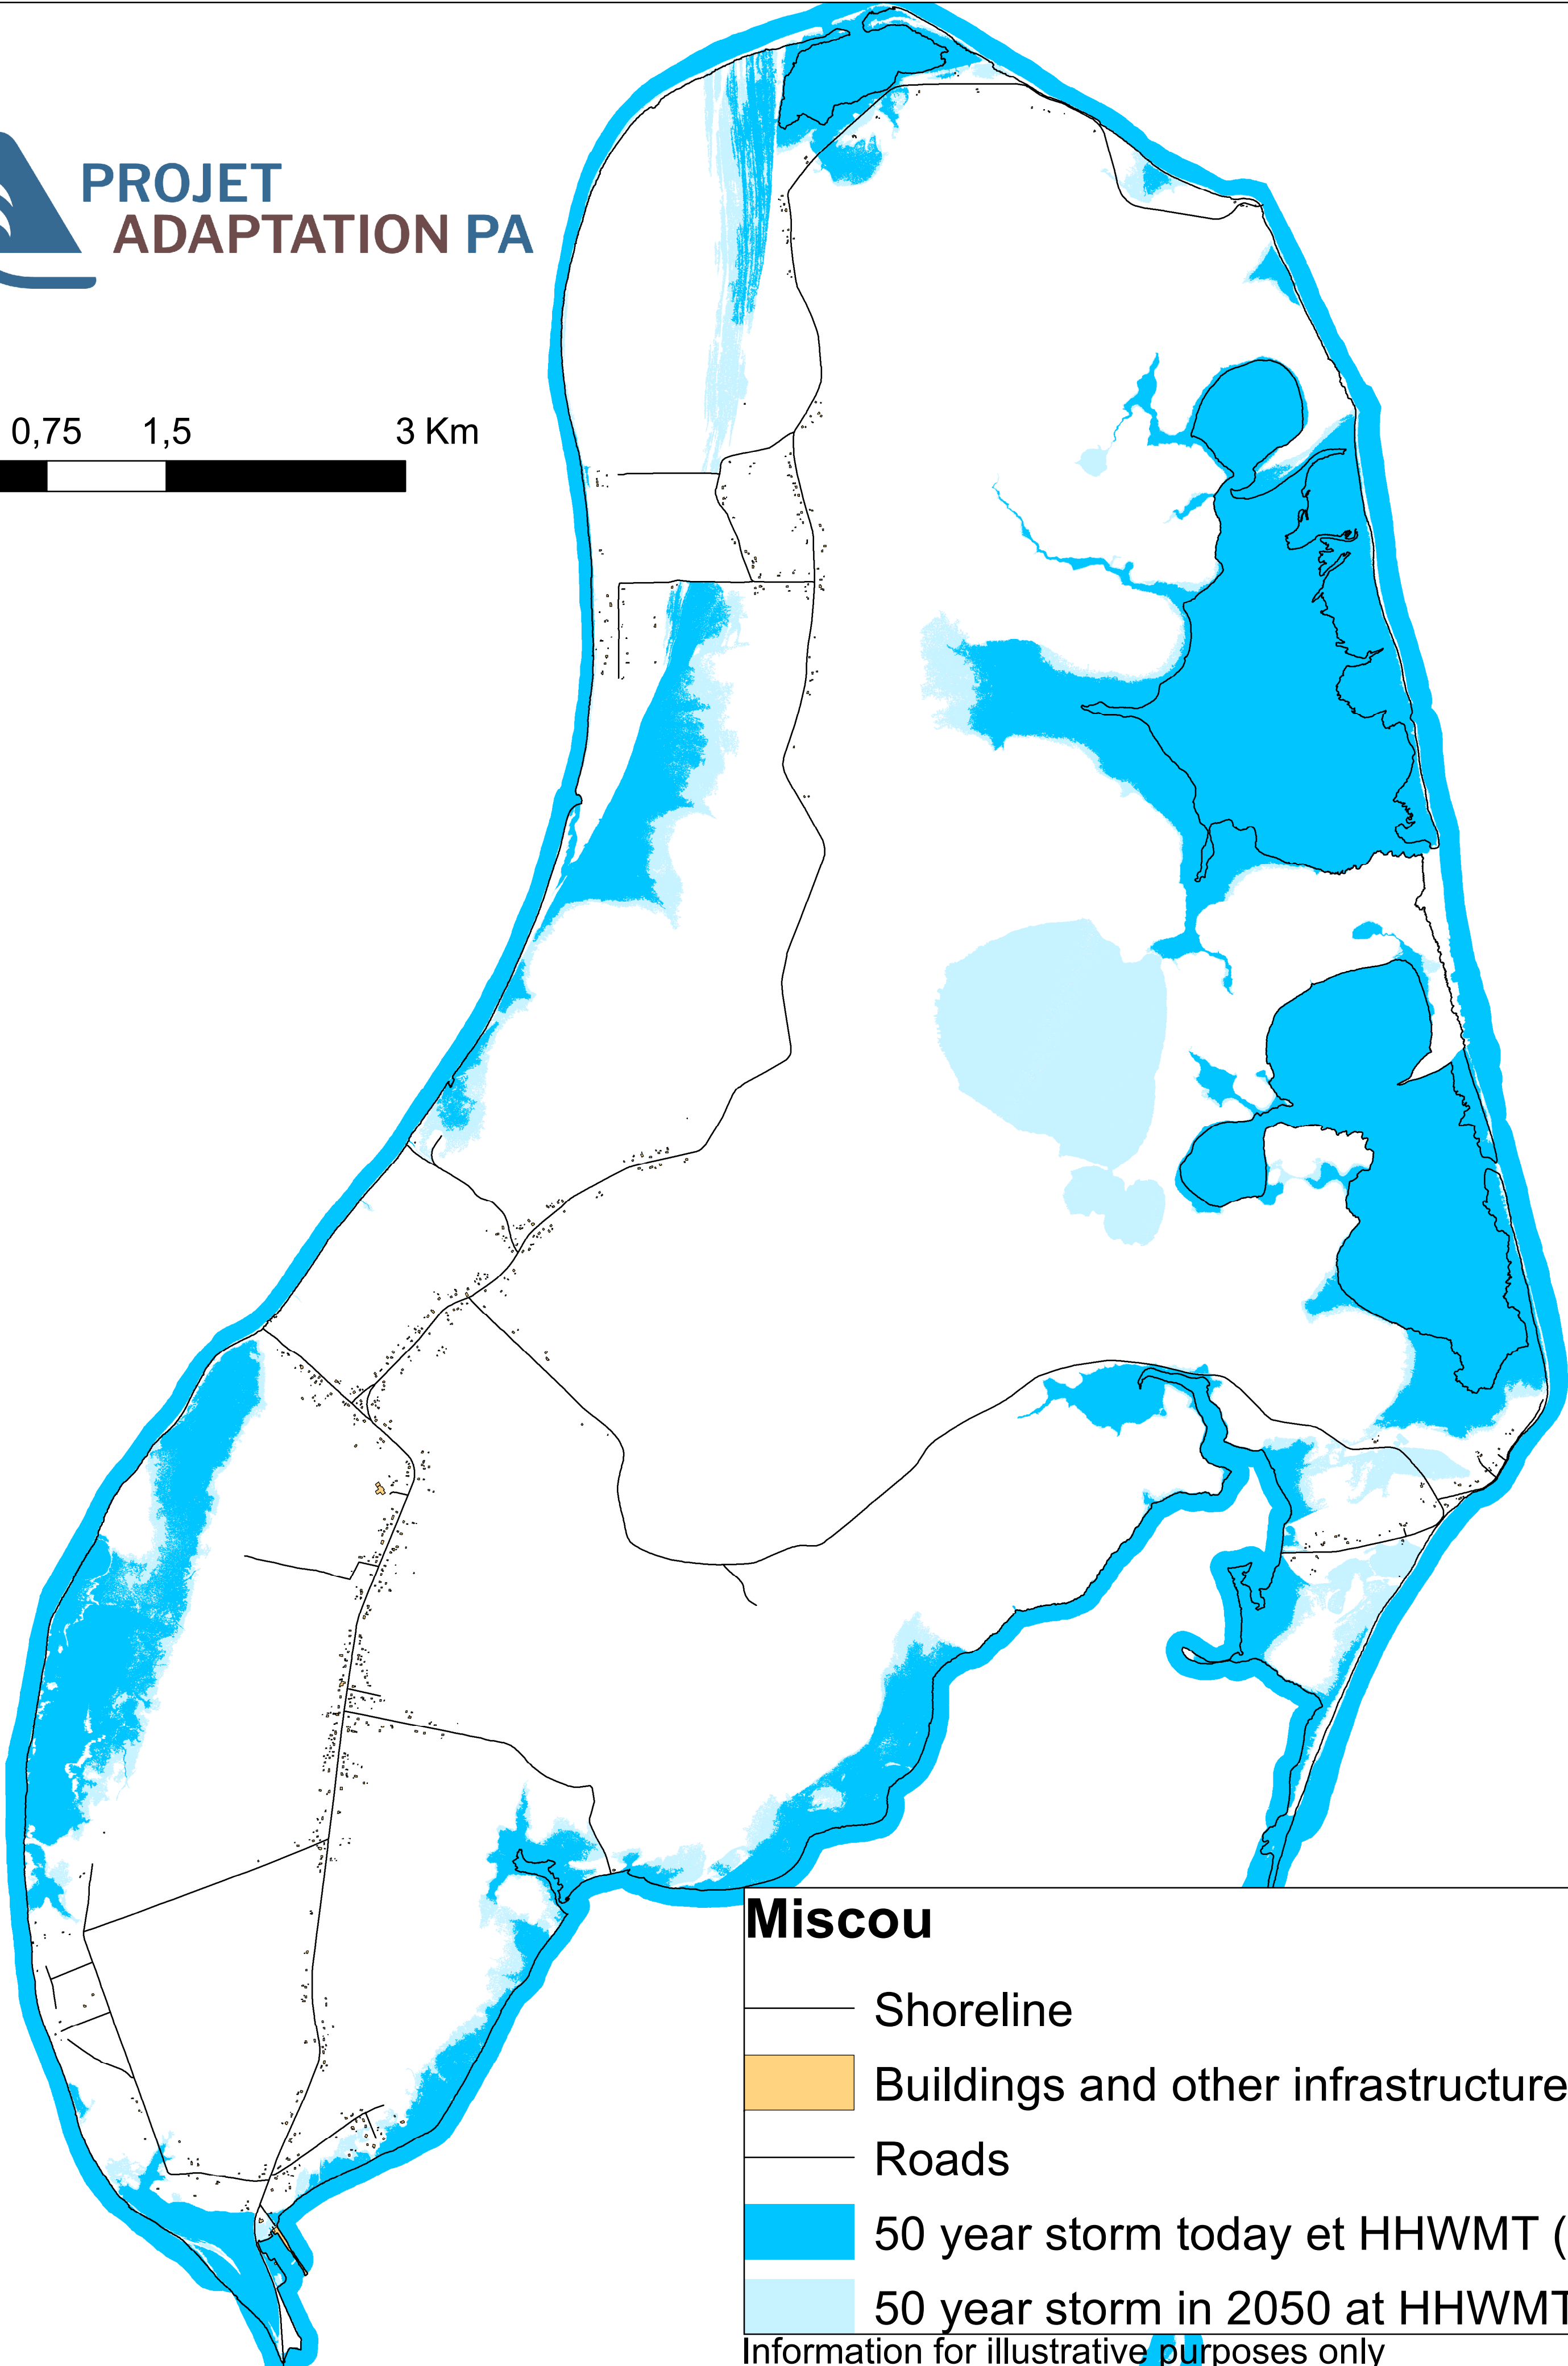 PROJET
ADAPTATION PA
0,75 1,5 3 Km
Miscou
Shoreline
Buildings and other infrastructure
Roads
50 year storm today et HHWMT (
50 year storm in 2050 at HHWMT
Information for illustrative purposes only